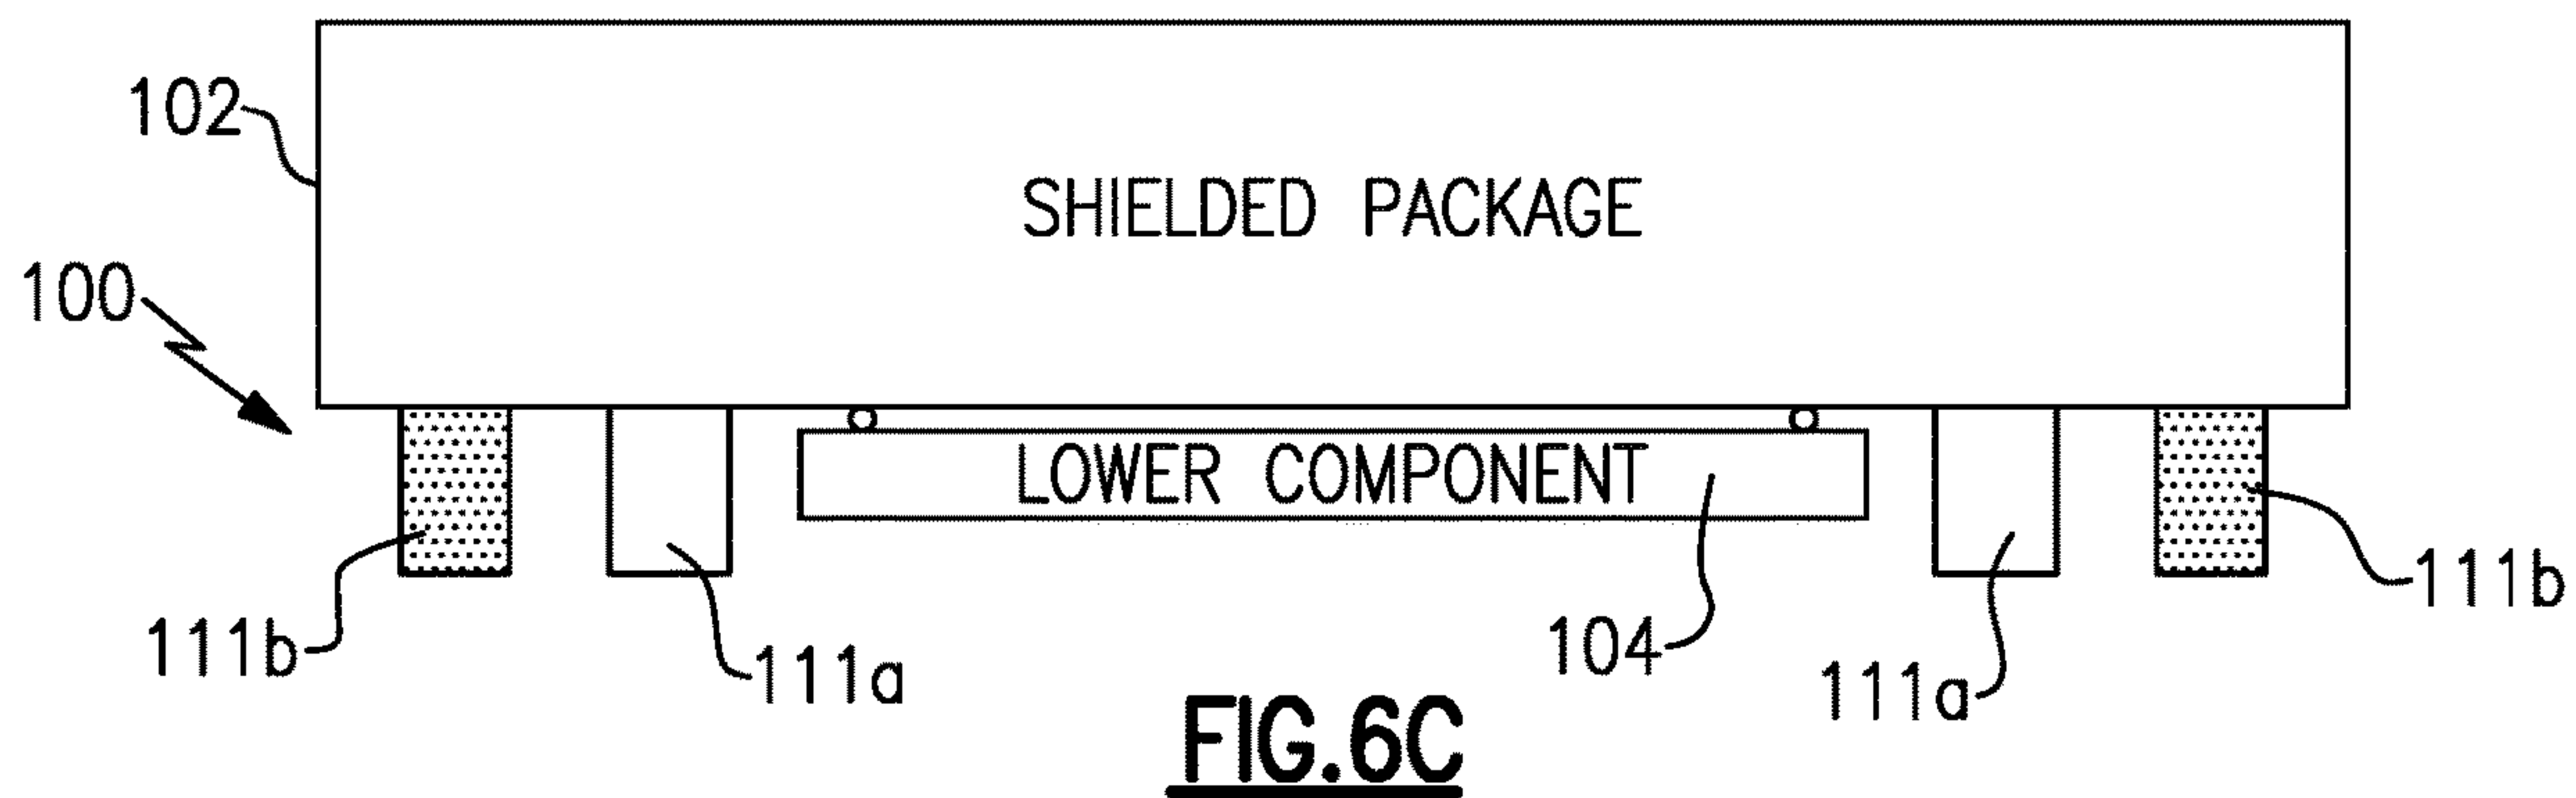 102
SHIELDED PACKAGE
100
LOWER COMPONENT
111b
111a
104
111a
111b
FIG.6C